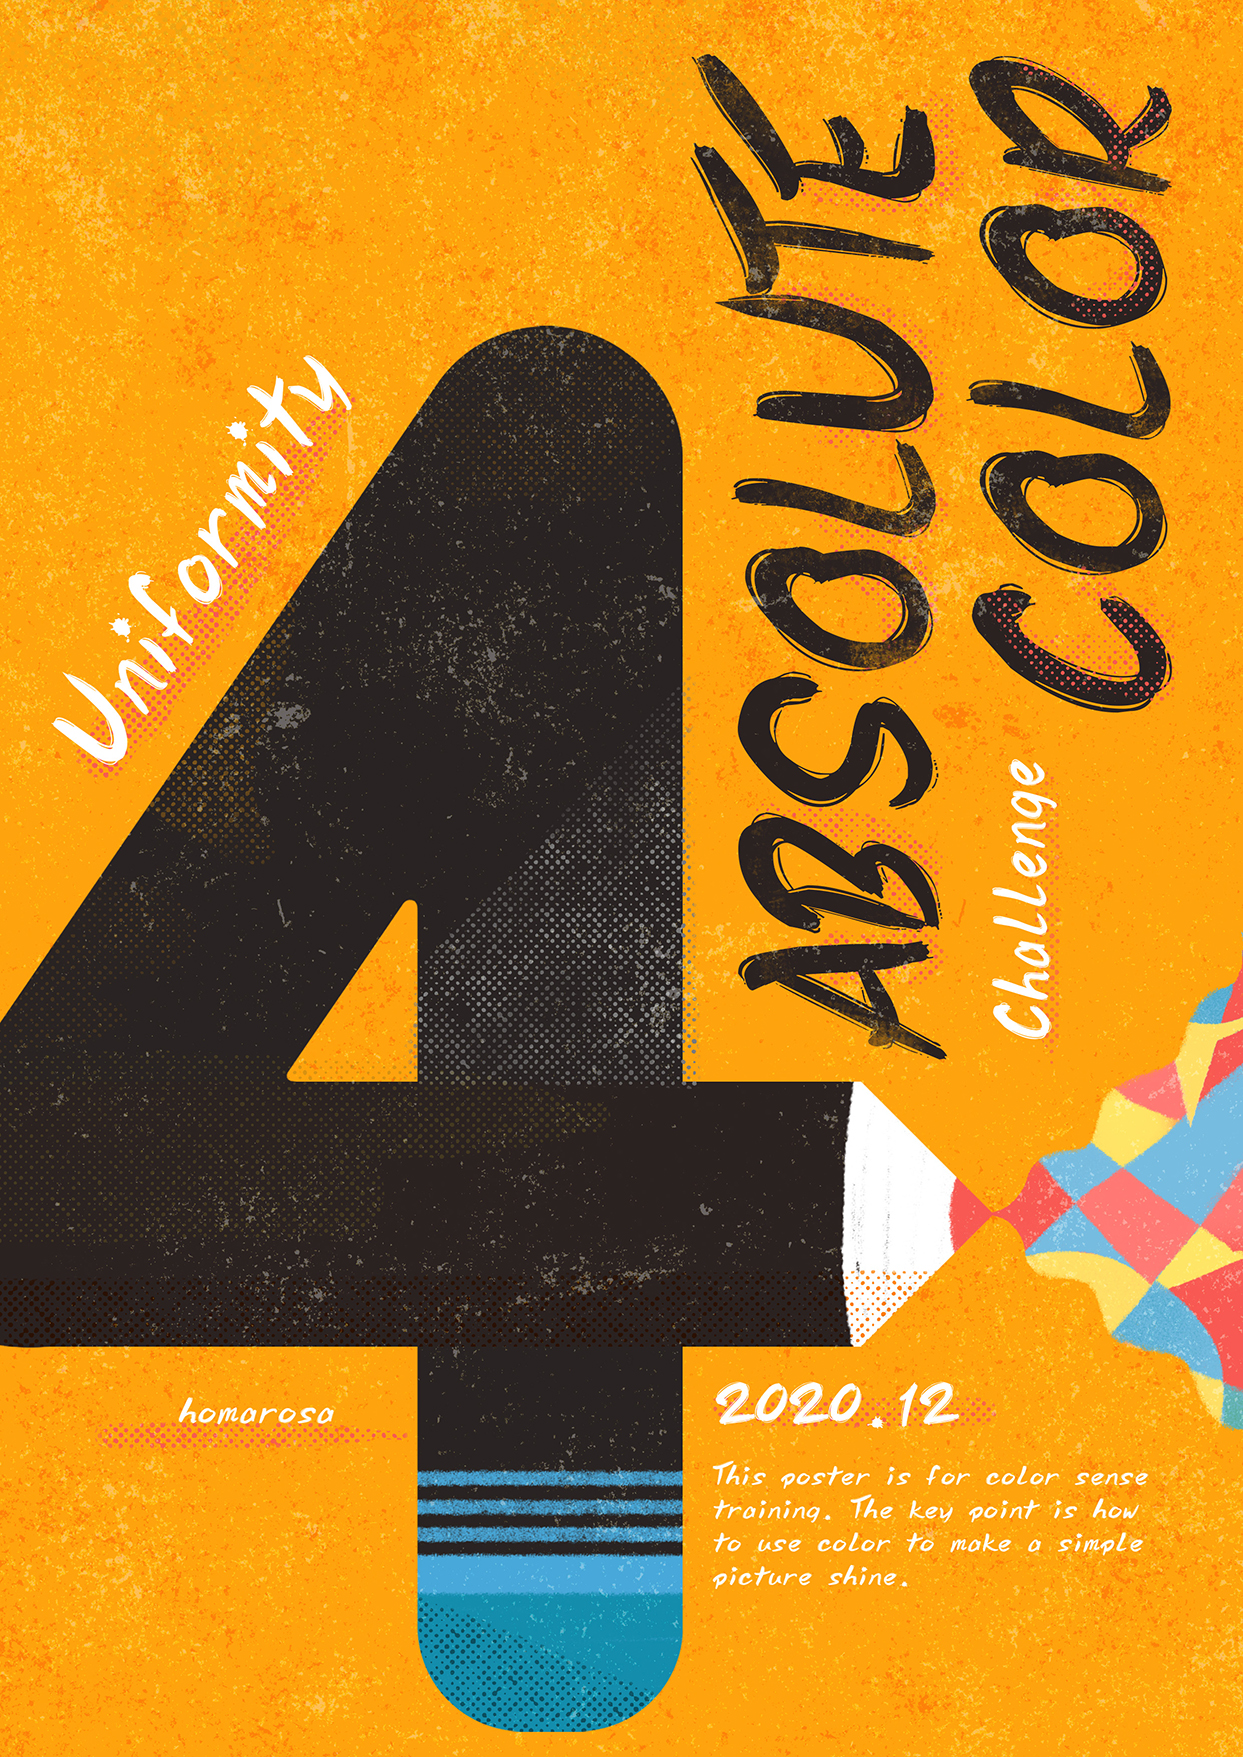 ABSOLUTE
COLOR
Challenge
Uniformity
4
homarosa
2020.12
This poster is for color sense
training. The key point is how
to use color to make a simple
picture shine.